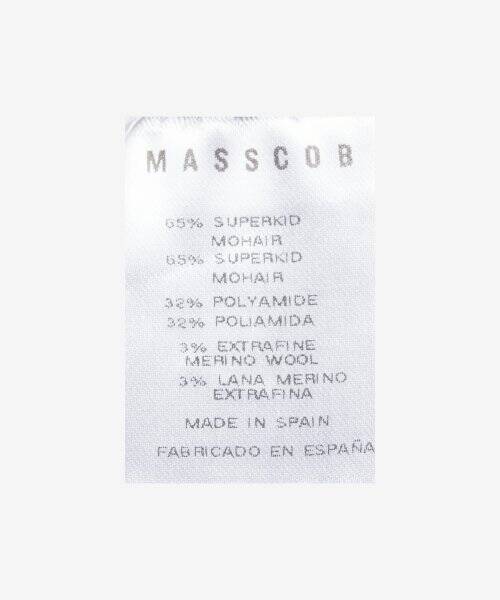 MASSCOB
65% SUPERKID
MOHAIR
65% SUPERKID
MOHAIR
32% POLYAMIDE
32% POLIAMIDA
3% EXTRAFINE
MERINO WOOL
3% LANA MERINO
EXTRAFINA
MADE IN SPAIN
FABRICADO EN ESPAÑA